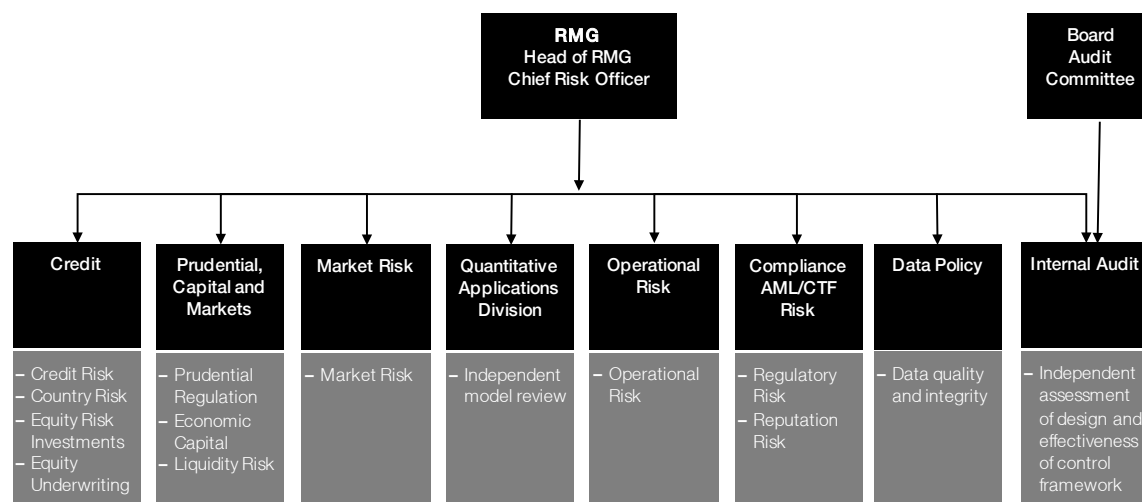 RMG
Head of RMG
Chief Risk Officer
Board
Audit
Committee
Credit
Prudential,
Capital and
Markets
Market Risk
Quantitative
Applications
Division
Operational
Risk
Compliance
AML/CTF
Risk
Data Policy
Internal Audit
– Credit Risk
– Country Risk
– Equity Risk
Investments
– Equity
Underwriting
– Prudential
Regulation
– Economic
Capital
– Liquidity Risk
– Market Risk
– Independent
model review
– Operational
Risk
– Regulatory
Risk
– Reputation
Risk
– Data quality
and integrity
– Independent
assessment
of design and
effectiveness
of control
framework